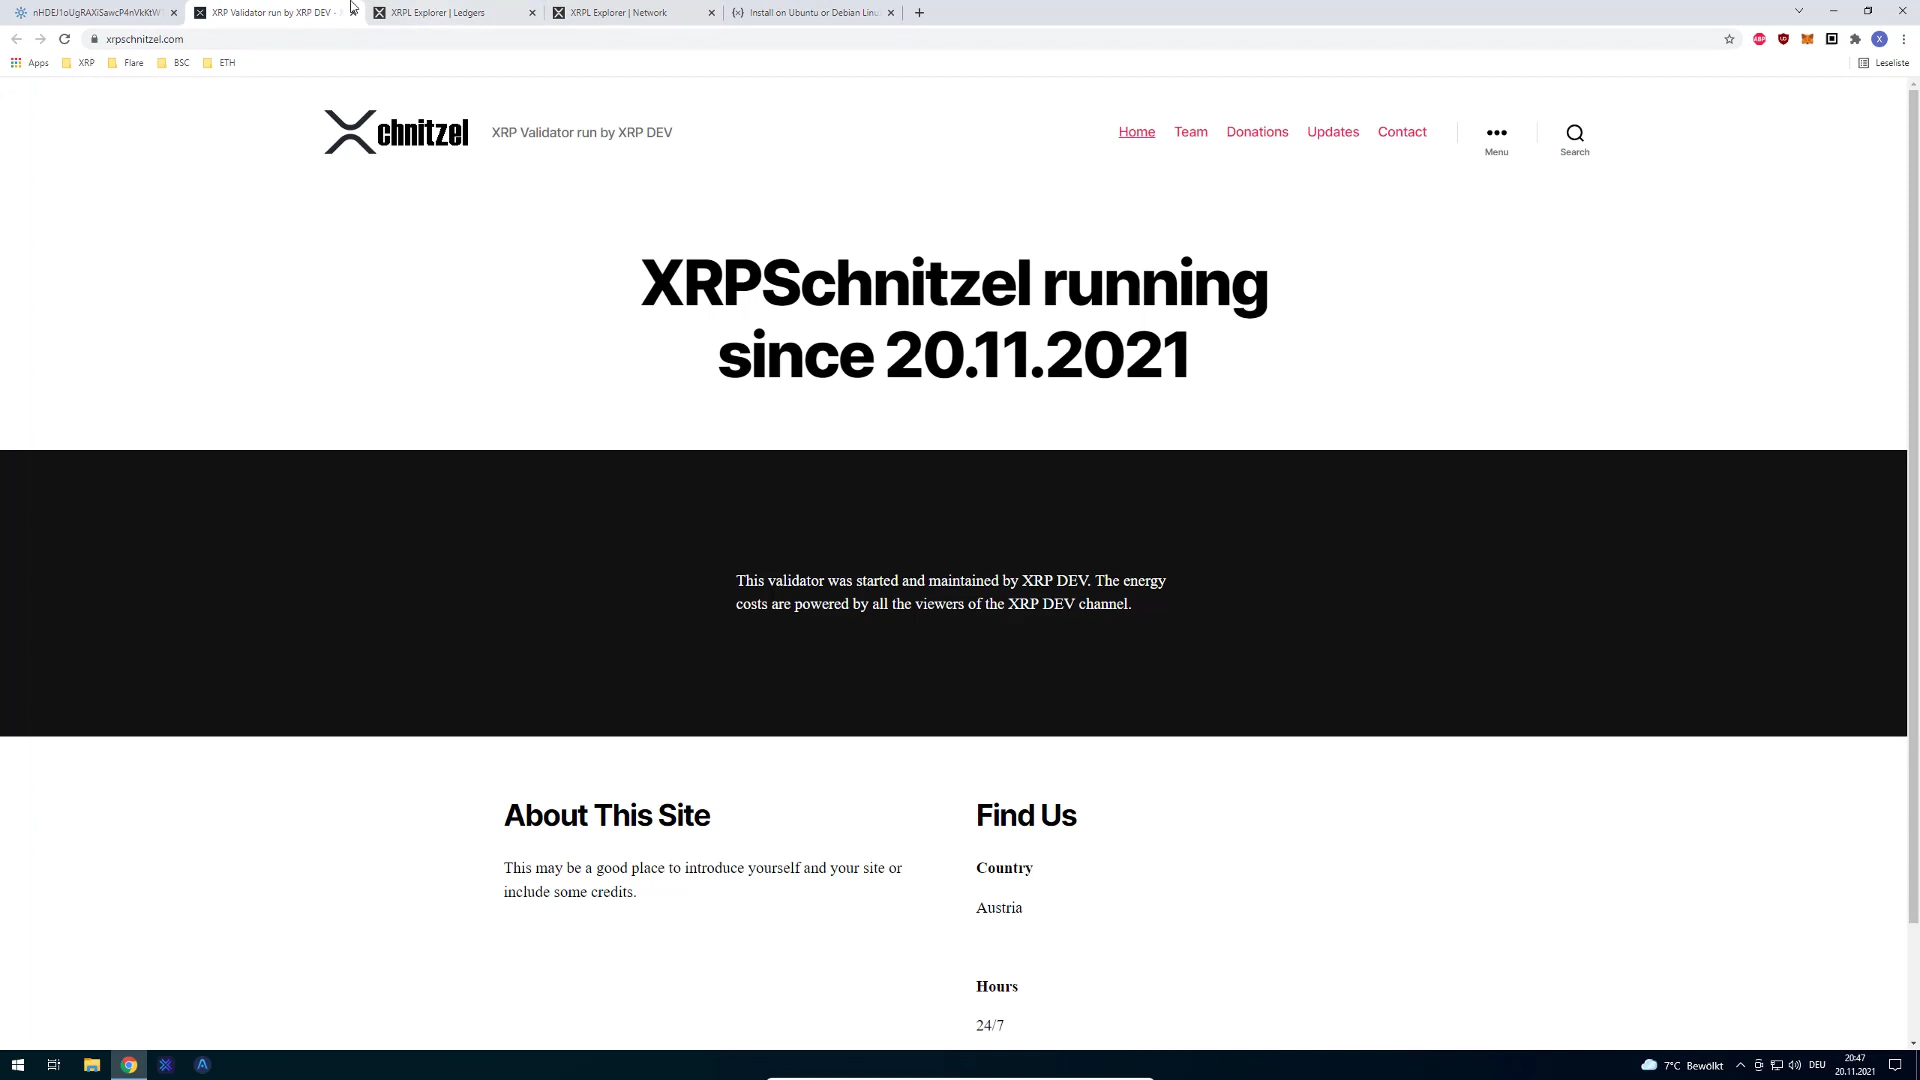 nHDEJ1oUgRAXiSawcP4nVkKtW
XRP Validator run by XRP DEV -
XRPL Explorer | Ledgers
XRPL Explorer | Network
Install on Ubuntu or Debian Linu
xrpschnitzel.com
Apps
XRP
Flare
BSC
ETH
Leseliste
chnitzel
XRP Validator run by XRP DEV
Home
Team
Donations
Updates
Contact
Menu
Search
XRPSchnitzel running
since 20.11.2021
This validator was started and maintained by XRP DEV. The energy
costs are powered by all the viewers of the XRP DEV channel.
About This Site
This may be a good place to introduce yourself and your site or
include some credits.
Find Us
Country
Austria
Hours
24/7
7°C Bewölkt
DEU
20:47
20.11.2021